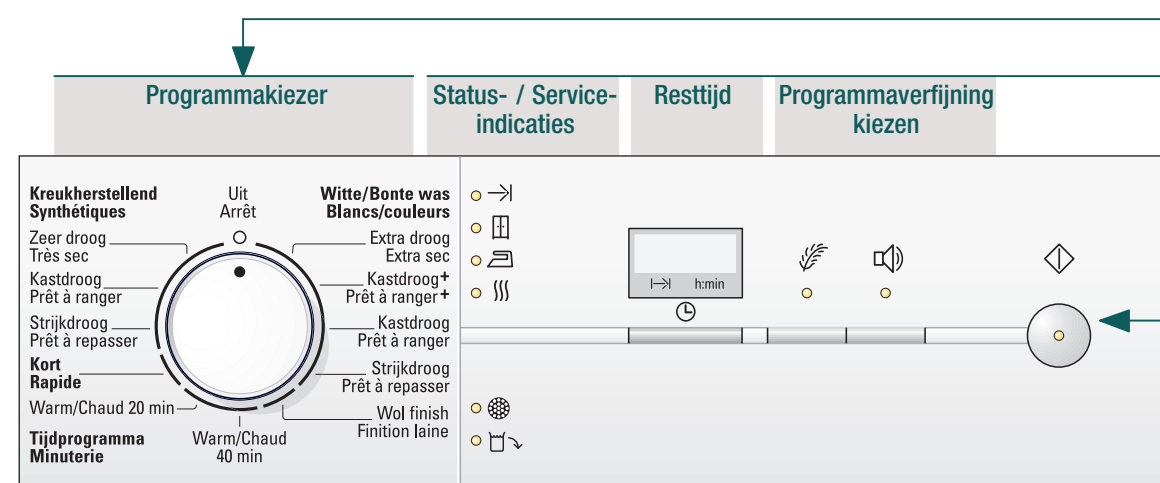 Programmakiezer
Status- / Service-
indicaties
Resttijd
Programmaverfijning
kiezen
Kreukherstellend
Synthétiques
Uit
Arrêt
Witte/Bonte was
Blancs/couleurs
Zeer droog
Très sec
Kastdroog
Prêt à ranger
Strijkdroog
Prêt à repasser
Kort
Rapide
Warm/Chaud 20 min
Tijdprogramma
Minuterie
Warm/Chaud
40 min
Extra droog
Extra sec
Kastdroog+
Prêt à ranger+
Kastdroog
Prêt à ranger
Strijkdroog
Prêt à repasser
Wol finish
Finition laine
h:min